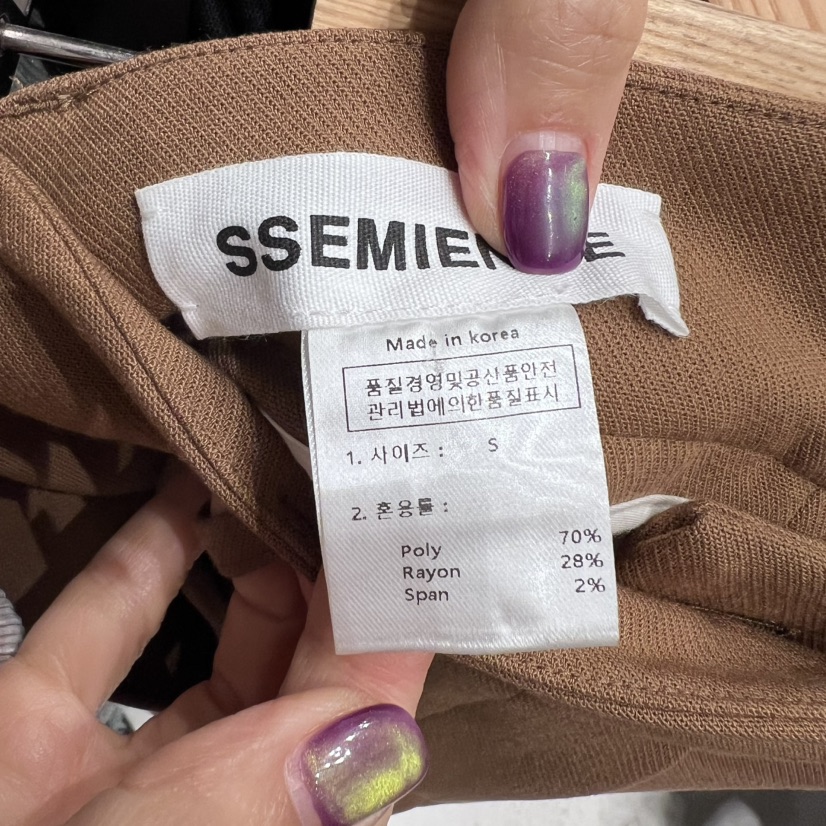 Made in korea
품질경영및공산품안전
관리법에의한품질표시
1. 사이즈 : S
2. 혼용률 :
Poly 70%
Rayon 28%
Span 2%